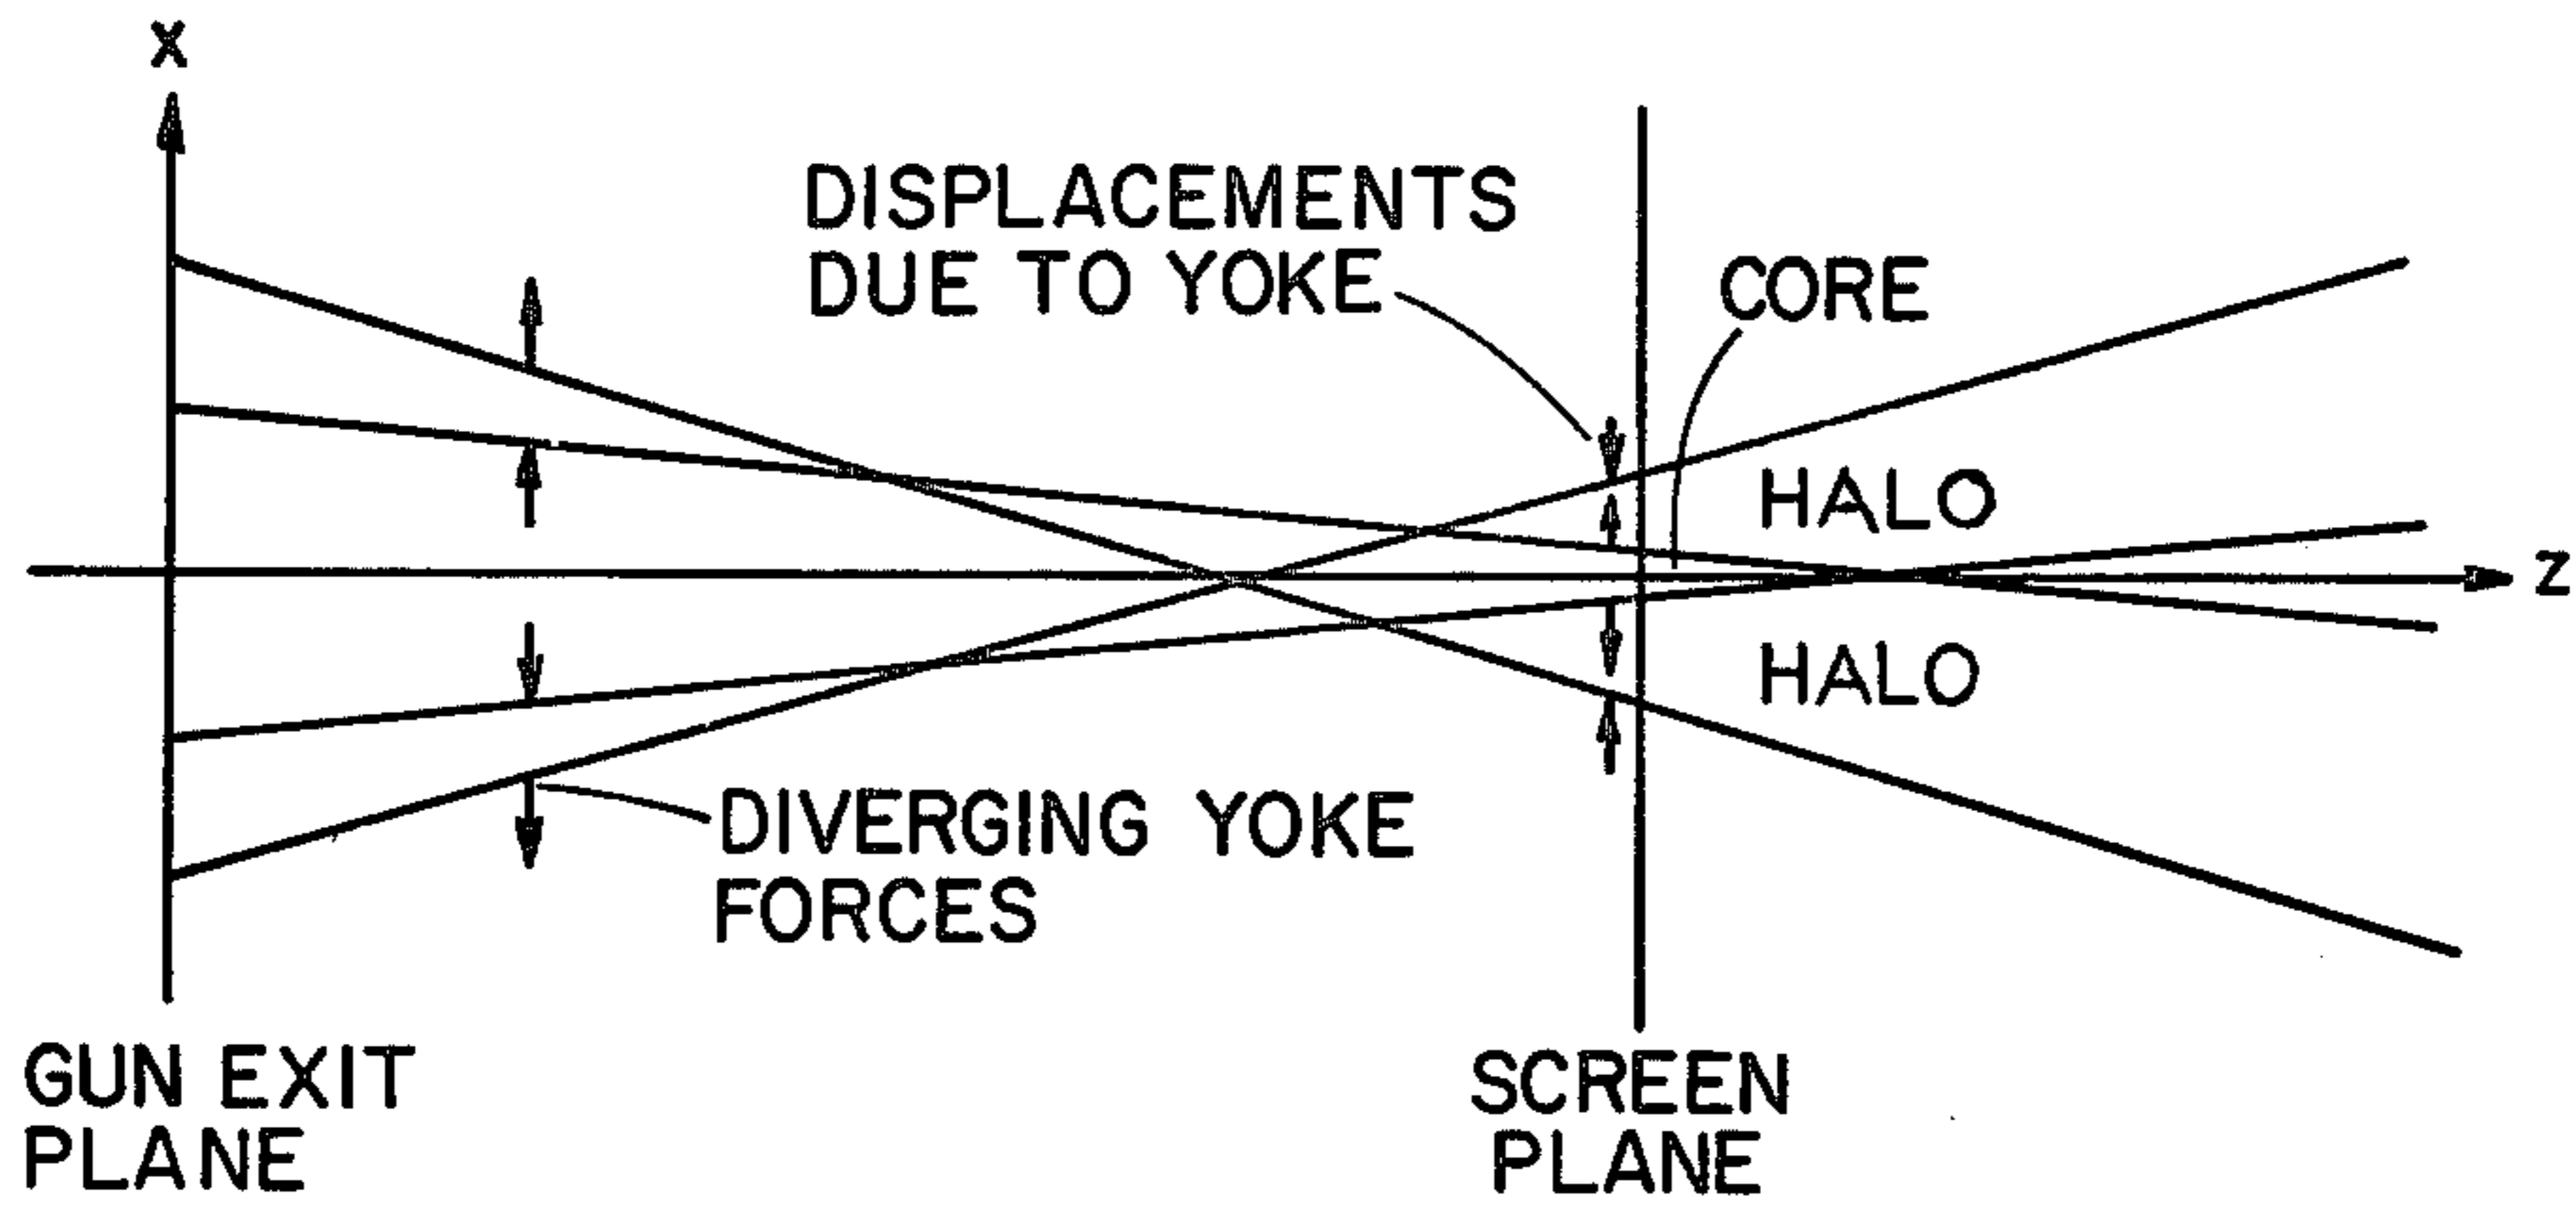 X
DISPLACEMENTS
DUE TO YOKE
CORE
HALO
Z
HALO
DIVERGING YOKE
FORCES
GUN EXIT
PLANE
SCREEN
PLANE